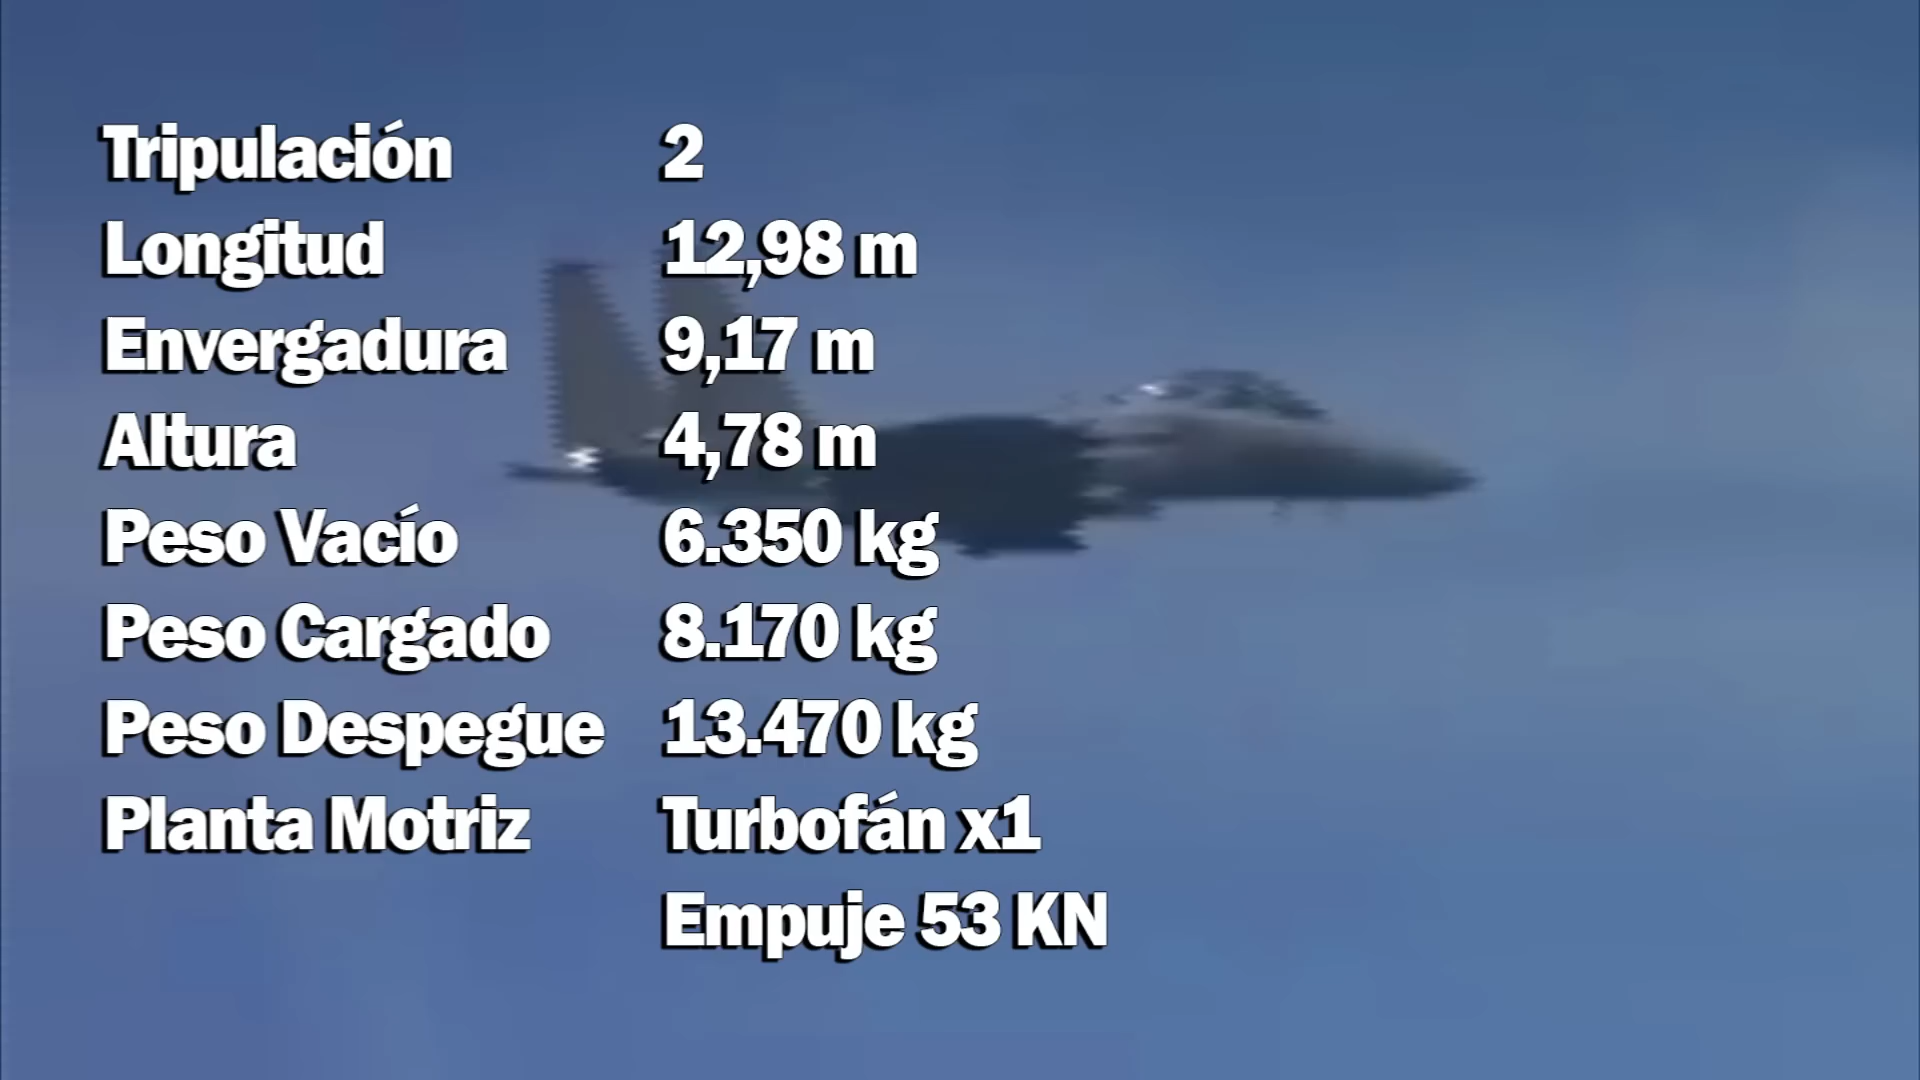 Tripulación 2
Longitud 12,98 m
Envergadura 9,17 m
Altura 4,78 m
Peso Vacío 6.350 kg
Peso Cargado 8.170 kg
Peso Despegue 13.470 kg
Planta Motriz Turbofán x1
Empuje 53 KN